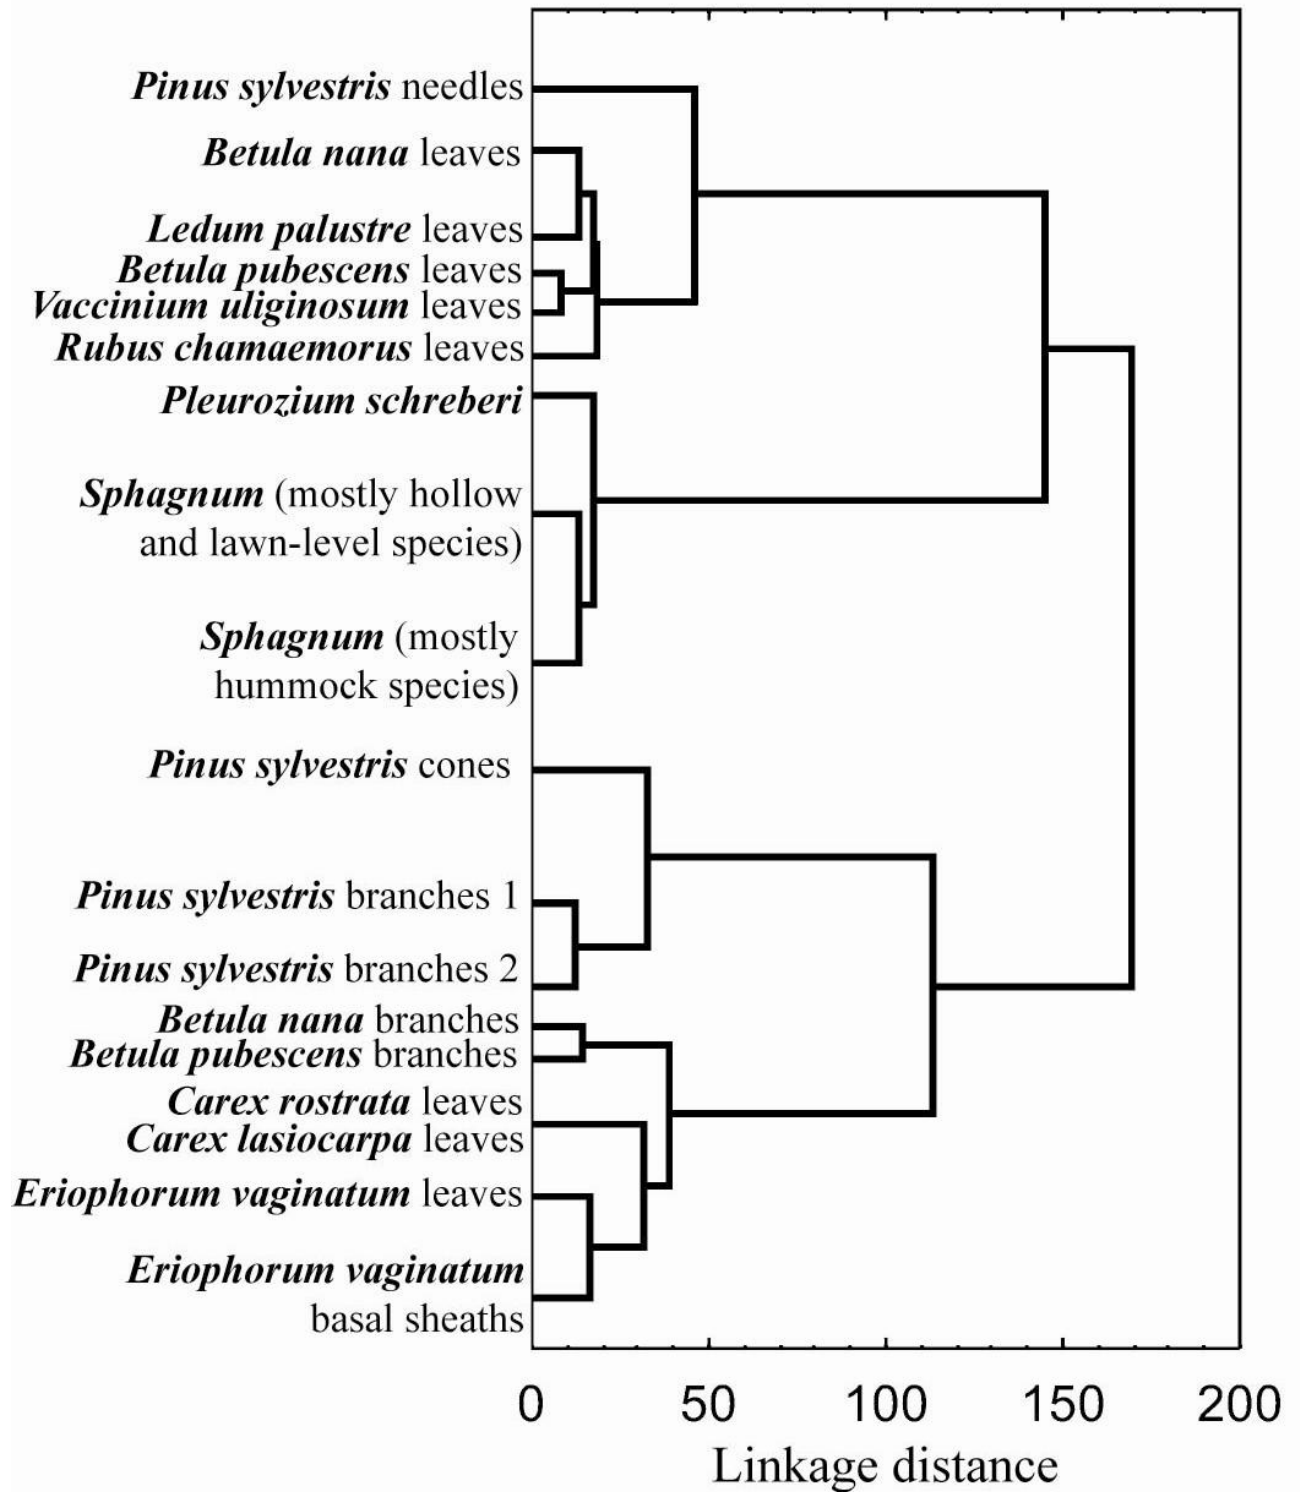 Pinus sylvestris needles
Betula nana leaves
Ledum palustre leaves
Betula pubescens leaves
Vaccinium uliginosum leaves
Rubus chamaemorus leaves
Pleurozium schreberi
Sphagnum (mostly hollow
and lawn-level species)
Sphagnum (mostly
hummock species)
Pinus sylvestris cones
Pinus sylvestris branches 1
Pinus sylvestris branches 2
Betula nana branches
Betula pubescens branches
Carex rostrata leaves
Carex lasiocarpa leaves
Eriophorum vaginatum leaves
Eriophorum vaginatum
basal sheaths
0 50 100 150 200
Linkage distance